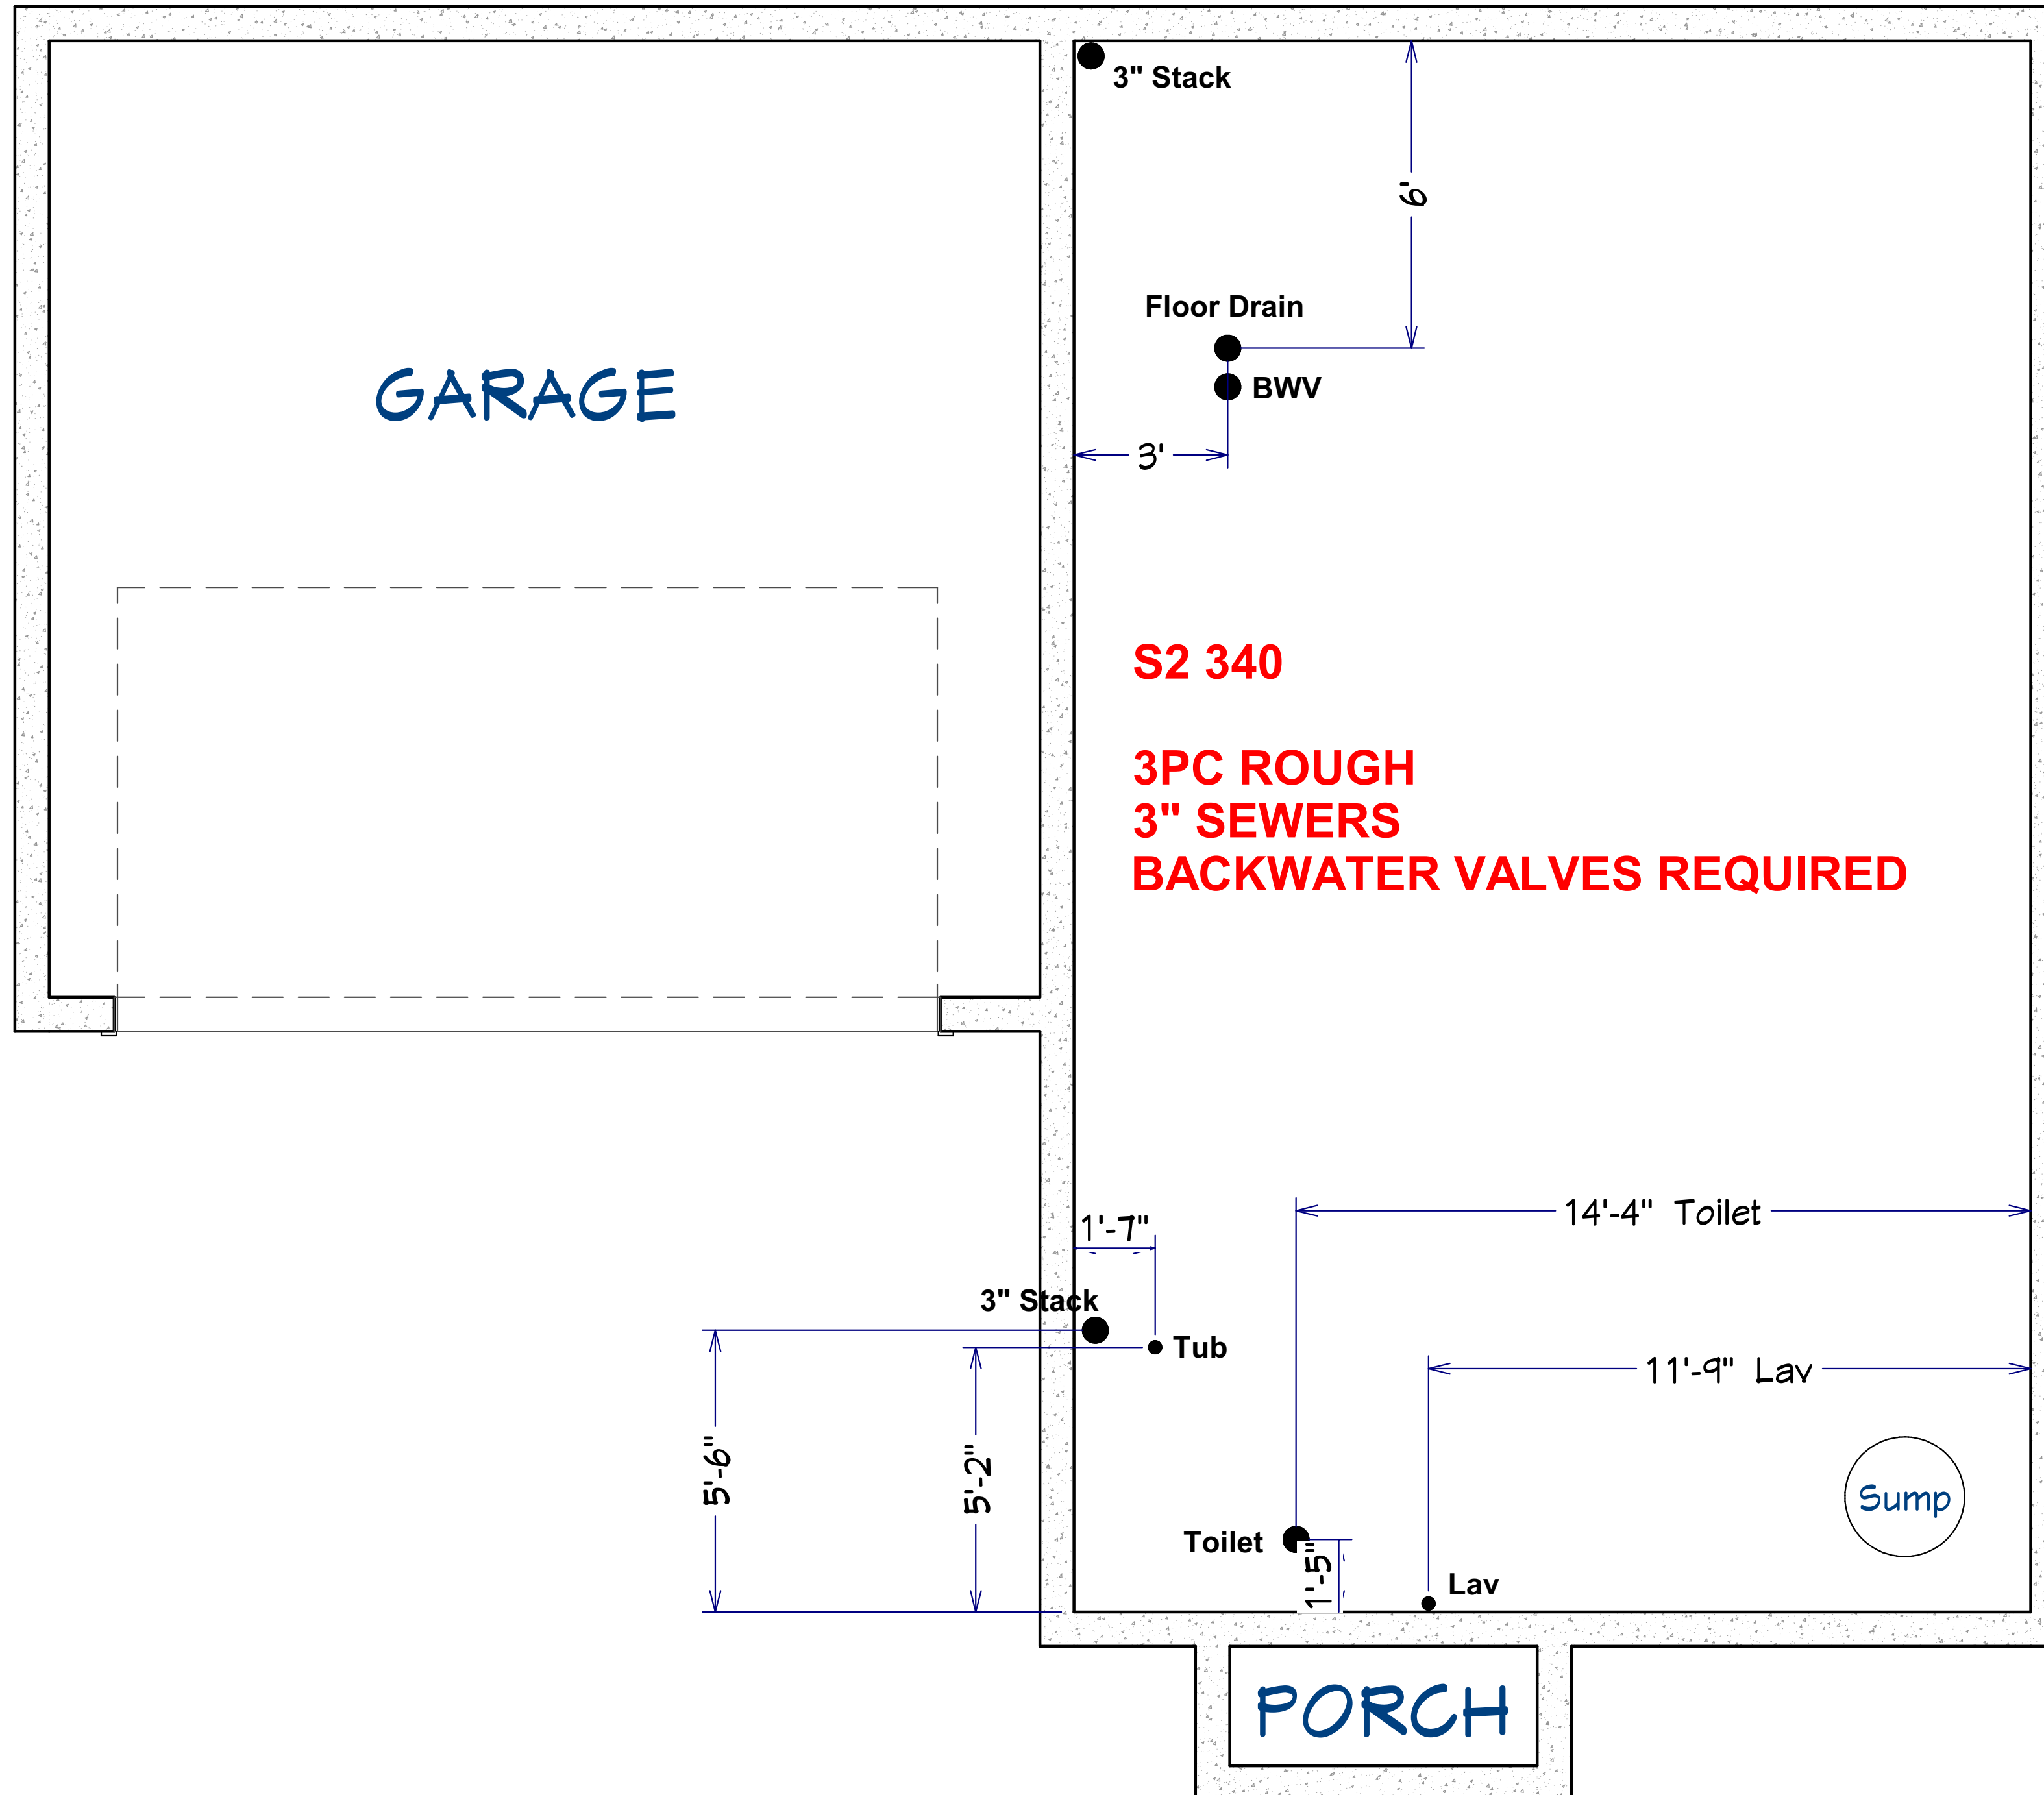 3" Stack
6'
Floor Drain
BWV
3'
GARAGE
S2 340
3PC ROUGH
3" SEWERS
BACKWATER VALVES REQUIRED
14'-4" Toilet
1'-7"
3" Stack
Tub
11'-9" Lav
5'-6"
5'-2"
Sump
Toilet
1'-5"
Lav
PORCH